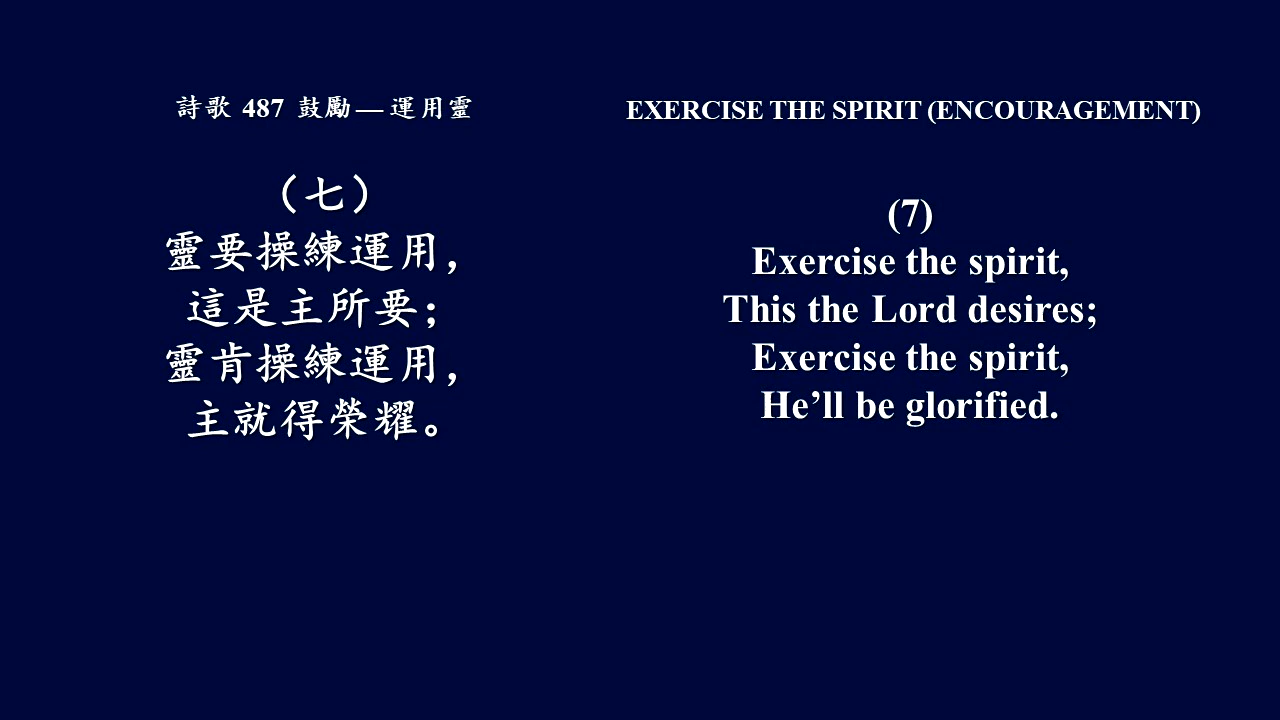 詩歌 487 鼓勵—運用靈
（七）
靈要操練運用，
這是主所要；
靈肯操練運用，
主就得榮耀。
EXERCISE THE SPIRIT (ENCOURAGEMENT)
(7)
Exercise the spirit,
This the Lord desires;
Exercise the spirit,
He’ll be glorified.